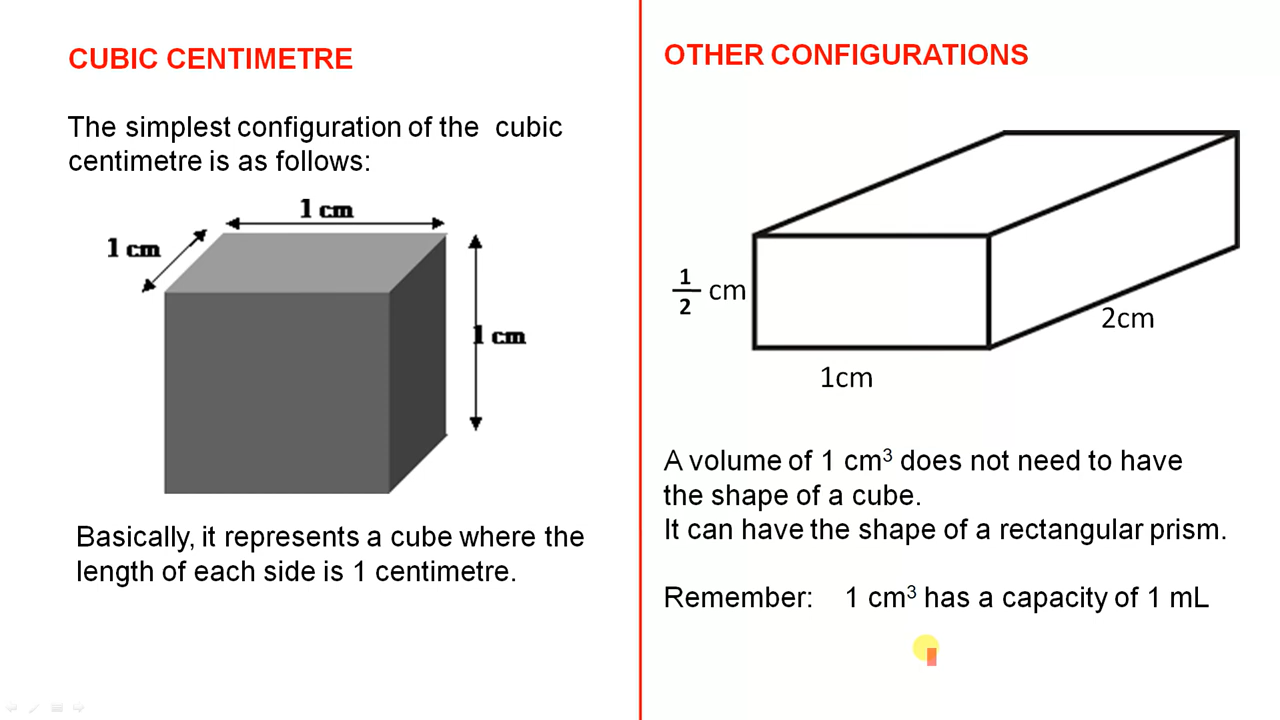 CUBIC CENTIMETRE
The simplest configuration of the cubic
centimetre is as follows:
1 cm
1 cm
1 cm
Basically, it represents a cube where the
length of each side is 1 centimetre.
OTHER CONFIGURATIONS
1/2 cm
2cm
1cm
A volume of 1 cm³ does not need to have
the shape of a cube.
It can have the shape of a rectangular prism.
Remember: 1 cm³ has a capacity of 1 mL